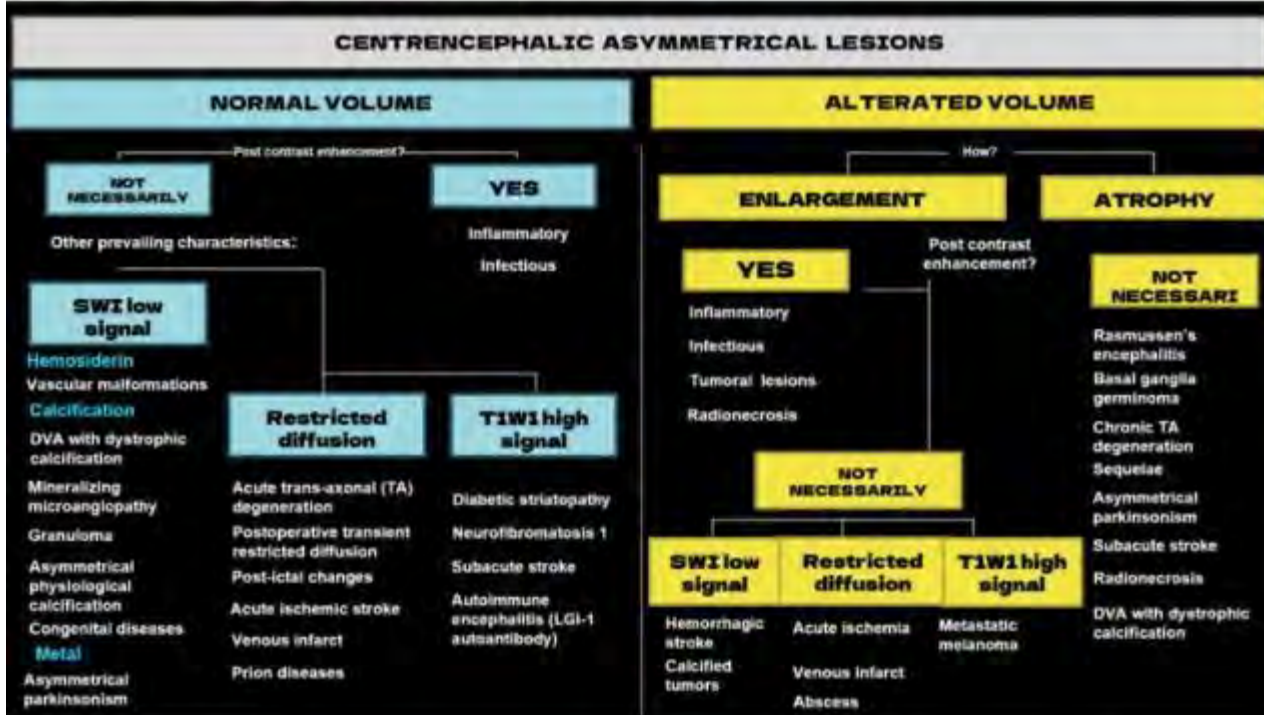 CENTRENCEPHALIC ASYMMETRICAL LESIONS
NORMAL VOLUME
Post contrast enhancement?
NOT
NECESSARILY
YES
Inflammatory
Infectious
Other prevailing characteristics:
SWI low
signal
Hemosiderin
Vascular malformations
Calcification
DVA with dystrophic
calcification
Mineralizing
microangiopathy
Granuloma
Asymmetrical
physiological
calcification
Congenital diseases
Metal
Asymmetrical
parkinsonism
Restricted
diffusion
Acute trans-axonal (TA)
degeneration
Postoperative transient
restricted diffusion
Post-ictal changes
Acute ischemic stroke
Venous infarct
Prion diseases
T1W1 high
signal
Diabetic striatopathy
Neurofibromatosis 1
Subacute stroke
Autoimmune
encephalitis (LGI-1
autoantibody)
ALTERATED VOLUME
How?
ENLARGEMENT
Post contrast
enhancement?
YES
Inflammatory
Infectious
Tumoral lesions
Radionecrosis
NOT
NECESSARILY
SWI low
signal
Hemorrhagic
stroke
Calcified
tumors
Restricted
diffusion
Acute ischemia
Venous infarct
Abscess
T1W1 high
signal
Metastatic
melanoma
ATROPHY
NOT
NECESSARI
Rasmussen's
encephalitis
Basal ganglia
germinoma
Chronic TA
degeneration
Sequelae
Asymmetrical
parkinsonism
Subacute stroke
Radionecrosis
DVA with dystrophic
calcification